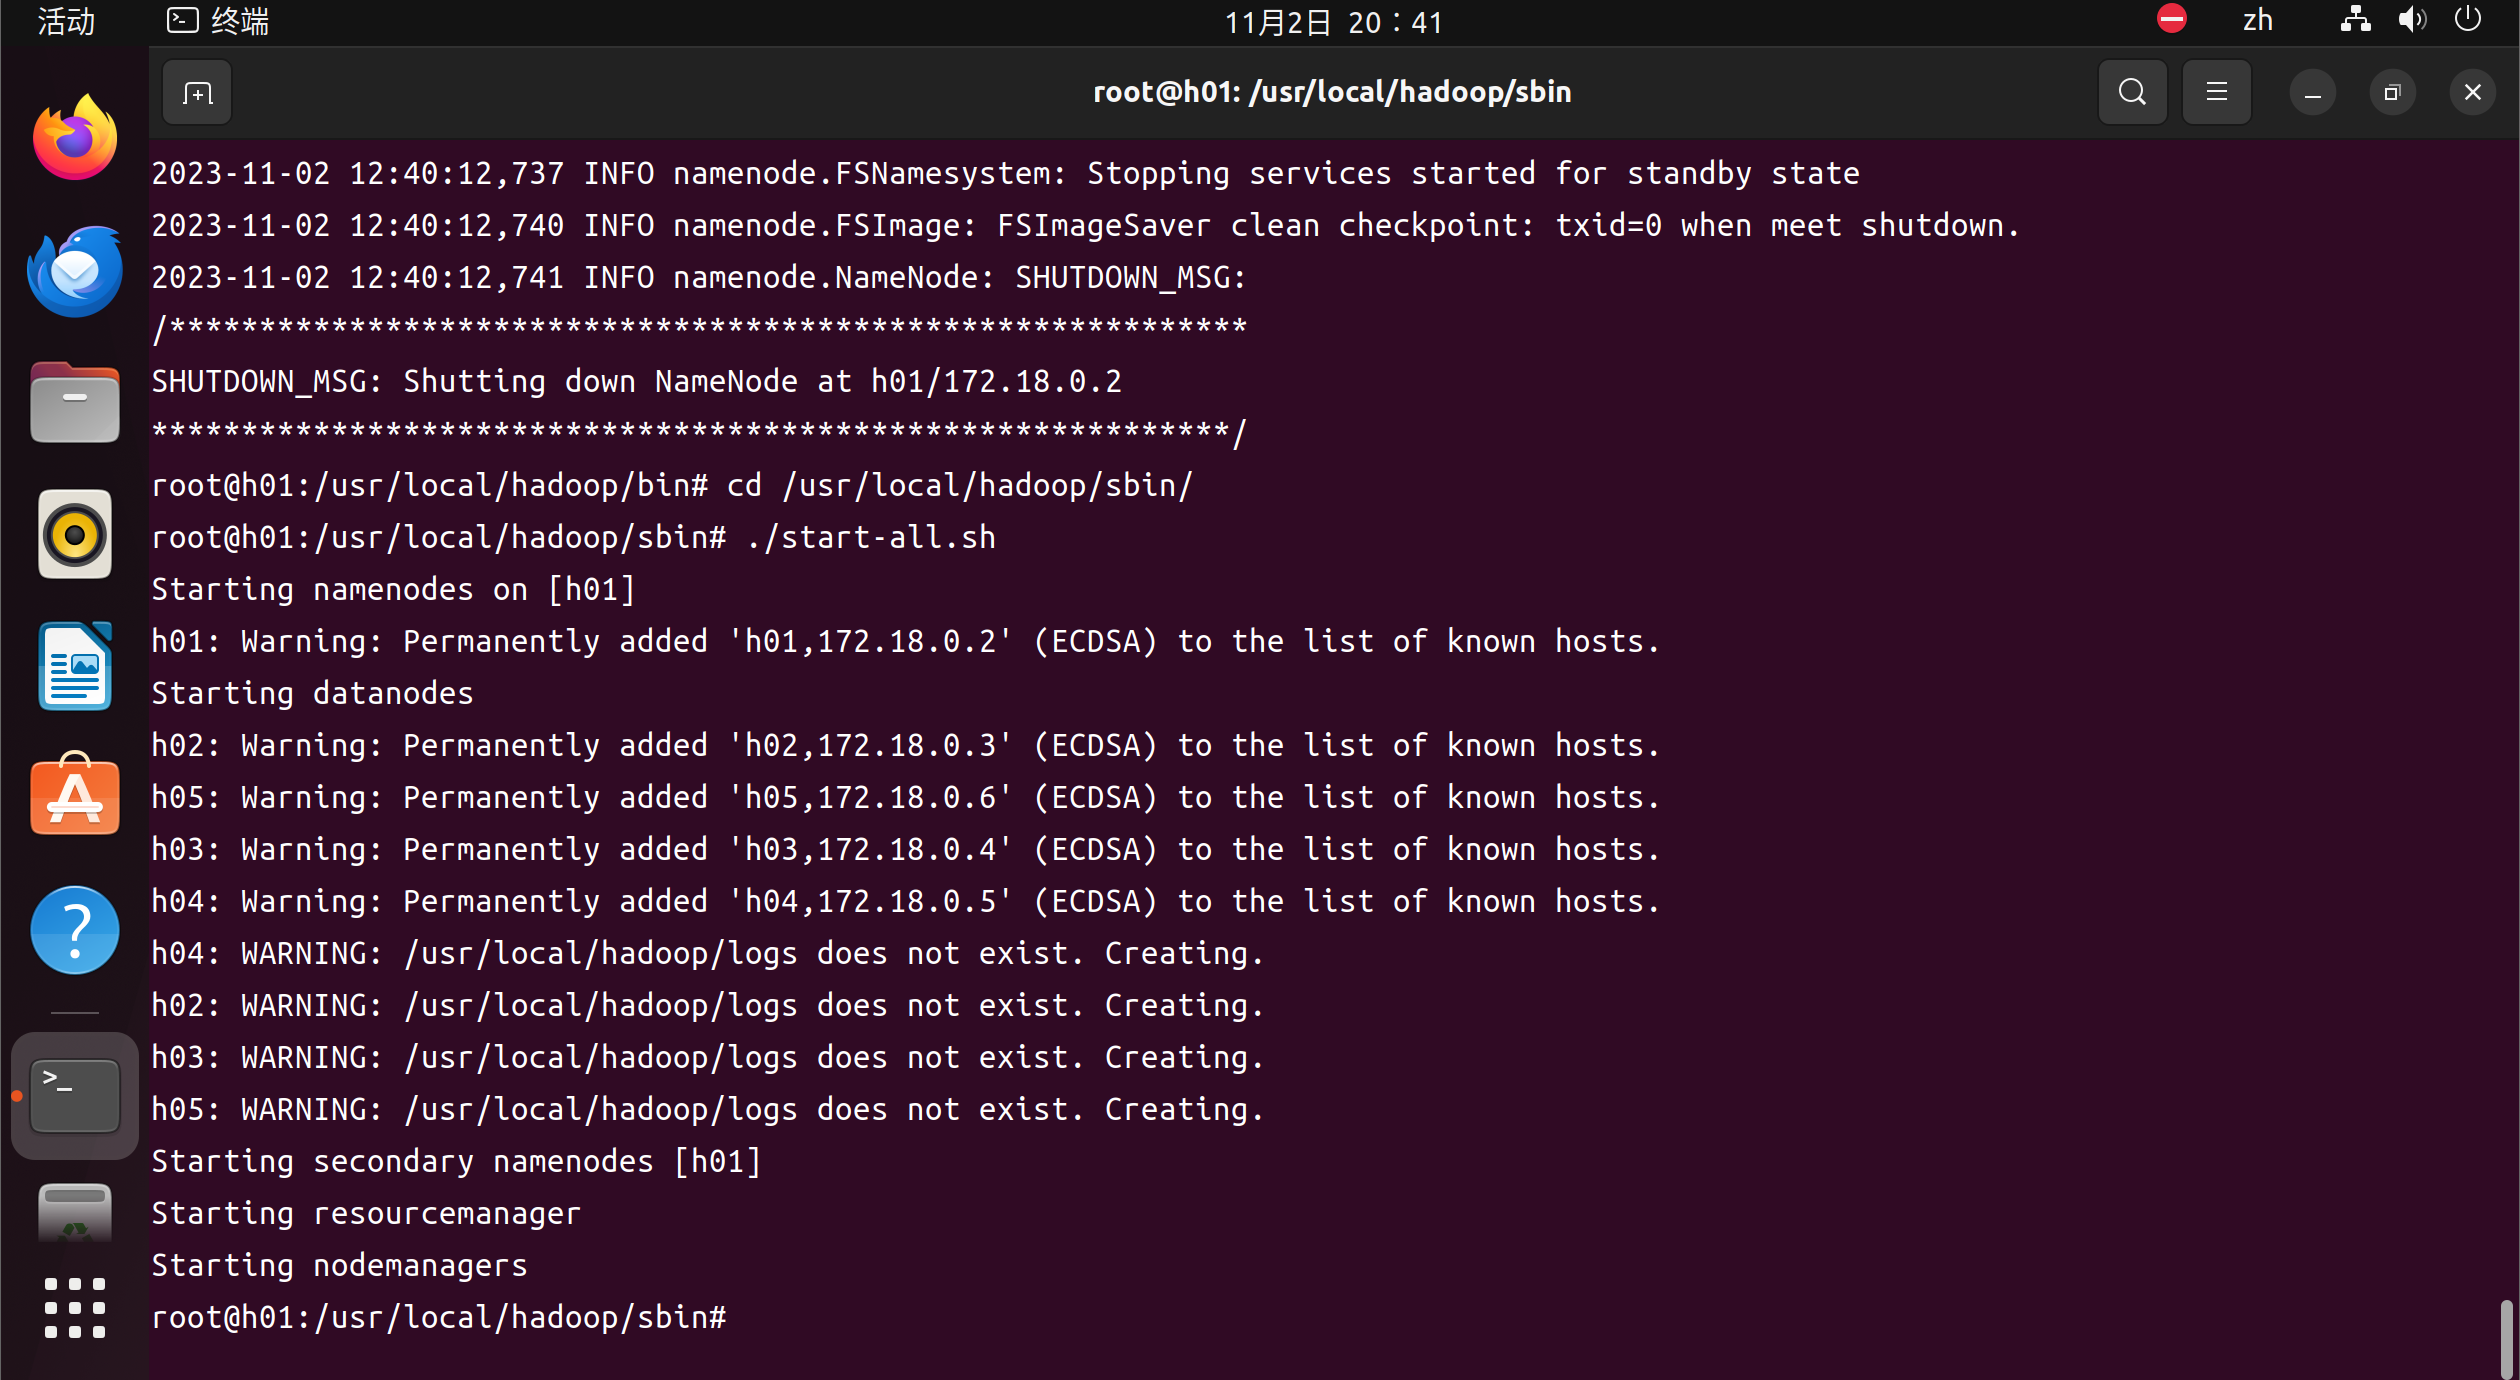 活动 终端 11月2日 20：41 zh
root@h01: /usr/local/hadoop/sbin
2023-11-02 12:40:12,737 INFO namenode.FSNamesystem: Stopping services started for standby state
2023-11-02 12:40:12,740 INFO namenode.FSImage: FSImageSaver clean checkpoint: txid=0 when meet shutdown.
2023-11-02 12:40:12,741 INFO namenode.NameNode: SHUTDOWN_MSG:
/************************************************************
SHUTDOWN_MSG: Shutting down NameNode at h01/172.18.0.2
************************************************************/
root@h01:/usr/local/hadoop/bin# cd /usr/local/hadoop/sbin/
root@h01:/usr/local/hadoop/sbin# ./start-all.sh
Starting namenodes on [h01]
h01: Warning: Permanently added 'h01,172.18.0.2' (ECDSA) to the list of known hosts.
Starting datanodes
h02: Warning: Permanently added 'h02,172.18.0.3' (ECDSA) to the list of known hosts.
h05: Warning: Permanently added 'h05,172.18.0.6' (ECDSA) to the list of known hosts.
h03: Warning: Permanently added 'h03,172.18.0.4' (ECDSA) to the list of known hosts.
h04: Warning: Permanently added 'h04,172.18.0.5' (ECDSA) to the list of known hosts.
h04: WARNING: /usr/local/hadoop/logs does not exist. Creating.
h02: WARNING: /usr/local/hadoop/logs does not exist. Creating.
h03: WARNING: /usr/local/hadoop/logs does not exist. Creating.
h05: WARNING: /usr/local/hadoop/logs does not exist. Creating.
Starting secondary namenodes [h01]
Starting resourcemanager
Starting nodemanagers
root@h01:/usr/local/hadoop/sbin#